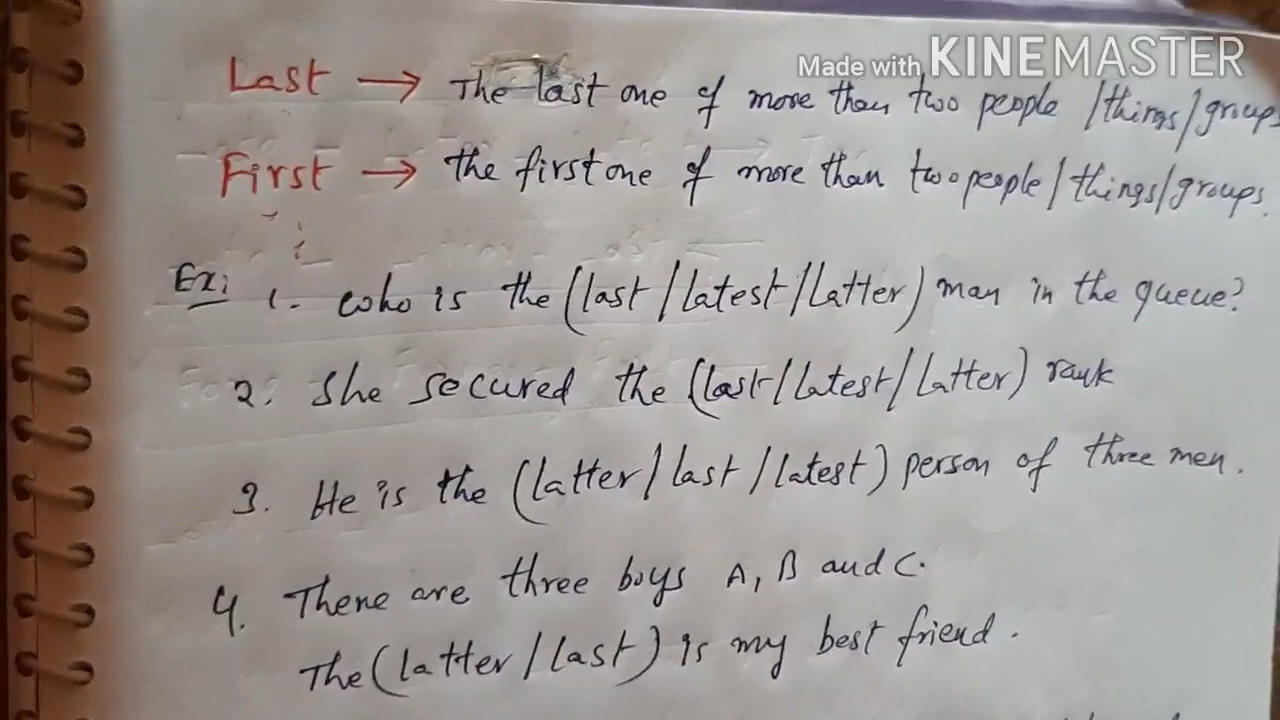 Made with KINEMASTER
Last → The last one of more than two people /things/groups
First → the first one of more than two people/things/groups.
Ex: 1. Who is the (last/latest/latter) man in the queue?
2. She secured the (last/latest/latter) rank
3. He is the (latter/last/latest) person of three men.
4. There are three boys A, B and C.
The (latter/last) is my best friend.